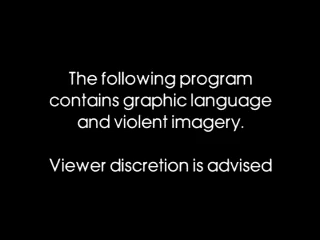 The following program
contains graphic language
and violent imagery.
Viewer discretion is advised